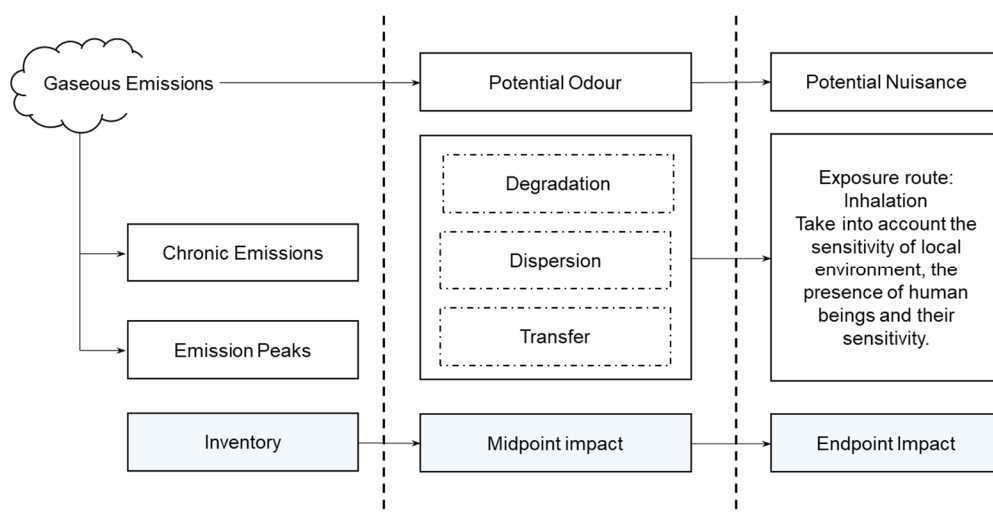 Gaseous Emissions
Potential Odour
Potential Nuisance
Degradation
Dispersion
Transfer
Exposure route:
Inhalation
Take into account the
sensitivity of local
environment, the
presence of human
beings and their
sensitivity.
Chronic Emissions
Emission Peaks
Inventory
Midpoint impact
Endpoint Impact